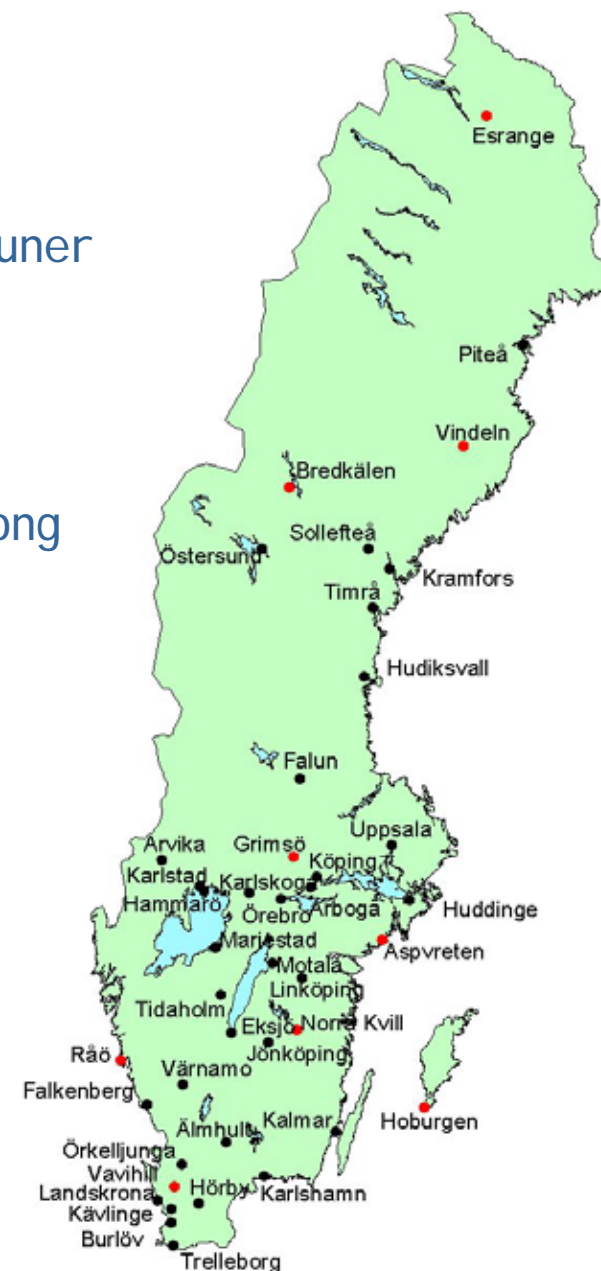 Esrange
uner
Piteå
Vindeln
Bredkälen
ong
Sollefteå
Östersund
Kramfors
Timrå
Hudiksvall
Falun
Uppsala
Arvika
Grimsö
Köping
Karlstad
Karlskoga
Hammarö
Örebro
Arboga
Huddinge
Mariestad
Aspvreten
Motala
Linköping
Tidaholm
Eksjö
Norra Kvill
Jönköping
Råö
Värnamo
Falkenberg
Kalmar
Hoburgen
Älmhult
Örkelljunga
Vavihill
Landskrona
Hörby
Karlshamn
Kävlinge
Burlöv
Trelleborg